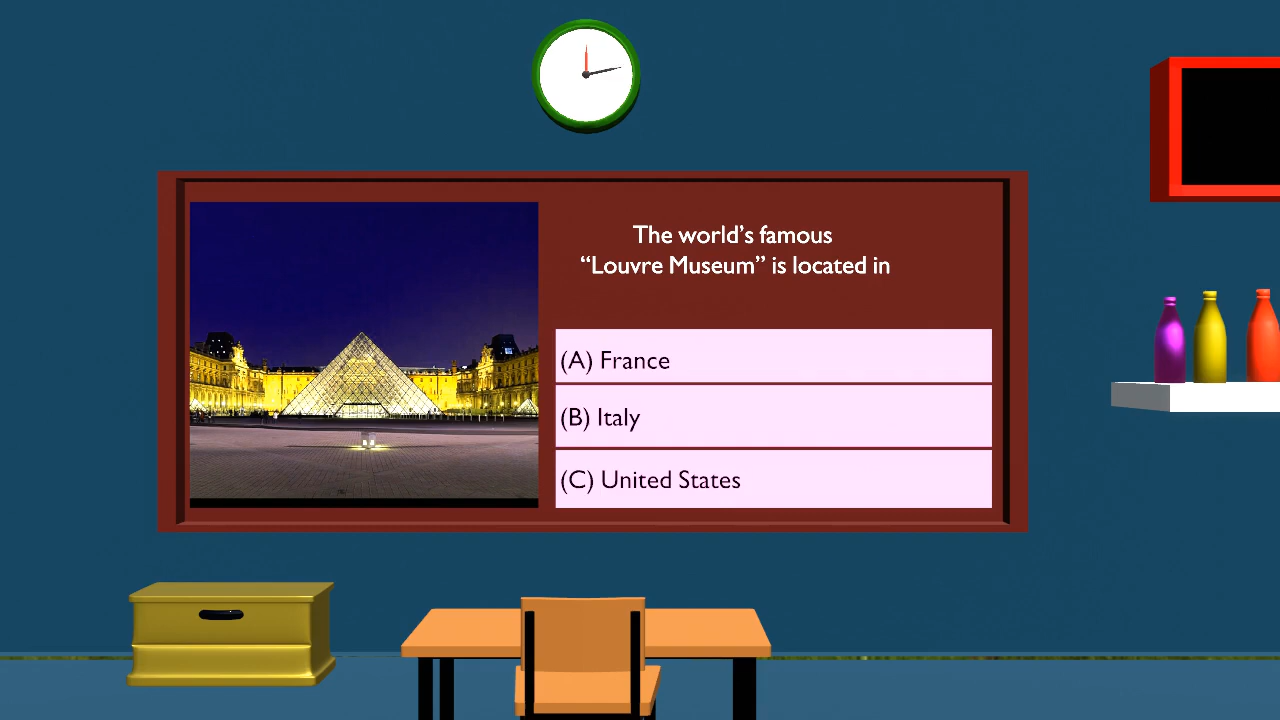 The world’s famous
“Louvre Museum” is located in
(A) France
(B) Italy
(C) United States